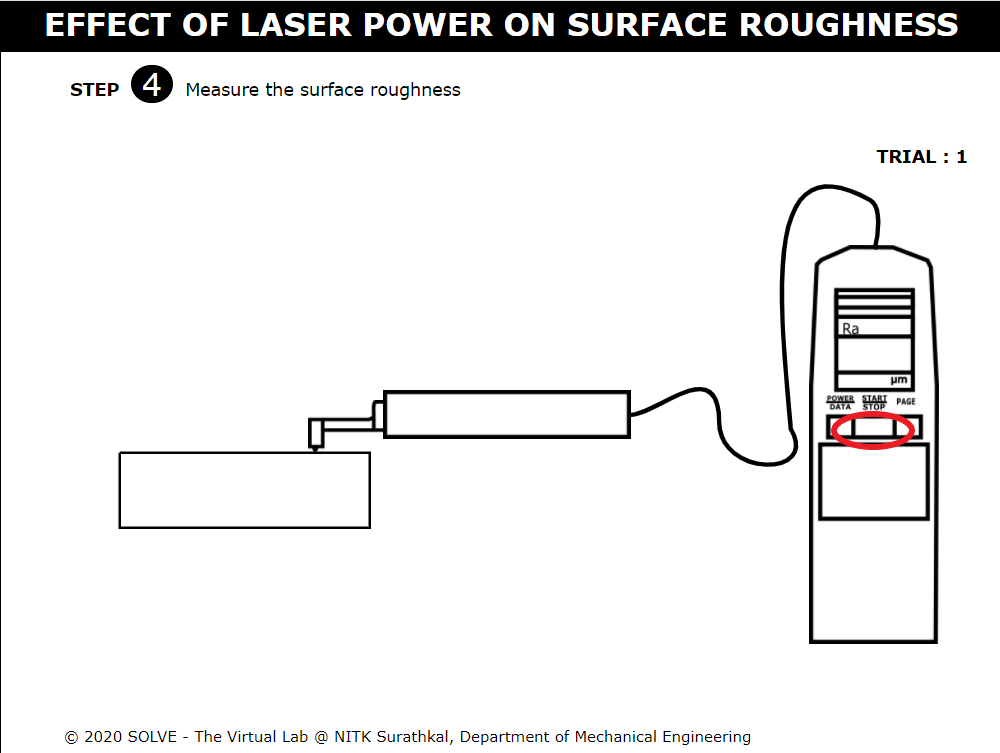 EFFECT OF LASER POWER ON SURFACE ROUGHNESS
STEP 4 Measure the surface roughness
TRIAL : 1
Ra
µm
POWER START PAGE
DATA STOP
© 2020 SOLVE - The Virtual Lab @ NITK Surathkal, Department of Mechanical Engineering